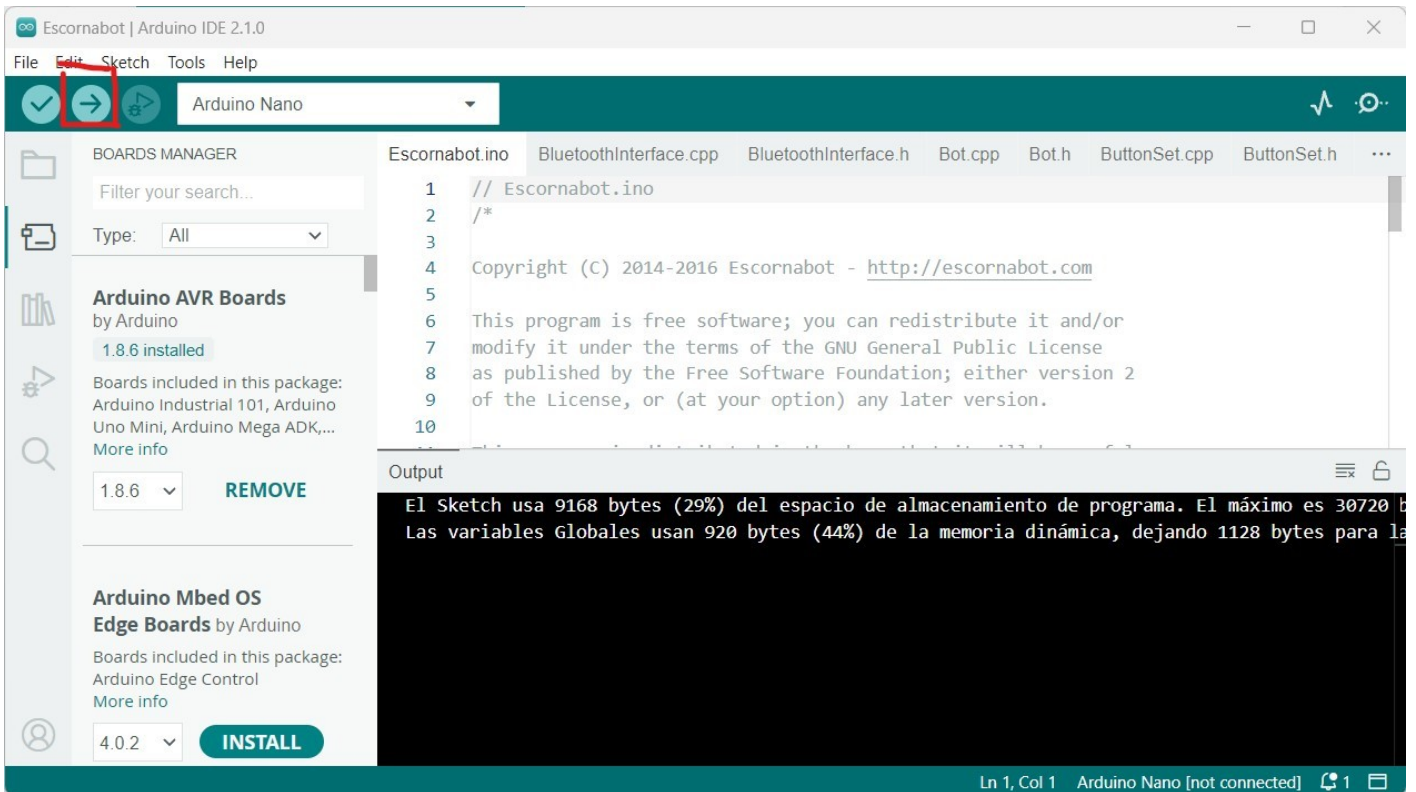 Escornabot | Arduino IDE 2.1.0
File Edit Sketch Tools Help
Arduino Nano
BOARDS MANAGER
Filter your search...
Type: All
Arduino AVR Boards
by Arduino
1.8.6 installed
Boards included in this package:
Arduino Industrial 101, Arduino
Uno Mini, Arduino Mega ADK,...
More info
1.8.6 REMOVE
Arduino Mbed OS
Edge Boards by Arduino
Boards included in this package:
Arduino Edge Control
More info
4.0.2 INSTALL
Escornabot.ino BluetoothInterface.cpp BluetoothInterface.h Bot.cpp Bot.h ButtonSet.cpp ButtonSet.h ...
1 // Escornabot.ino
2 /*
3
4 Copyright (C) 2014-2016 Escornabot - http://escornabot.com
5
6 This program is free software; you can redistribute it and/or
7 modify it under the terms of the GNU General Public License
8 as published by the Free Software Foundation; either version 2
9 of the License, or (at your option) any later version.
10
Output
El Sketch usa 9168 bytes (29%) del espacio de almacenamiento de programa. El máximo es 30720 b
Las variables Globales usan 920 bytes (44%) de la memoria dinámica, dejando 1128 bytes para la
Ln 1, Col 1 Arduino Nano [not connected] 1